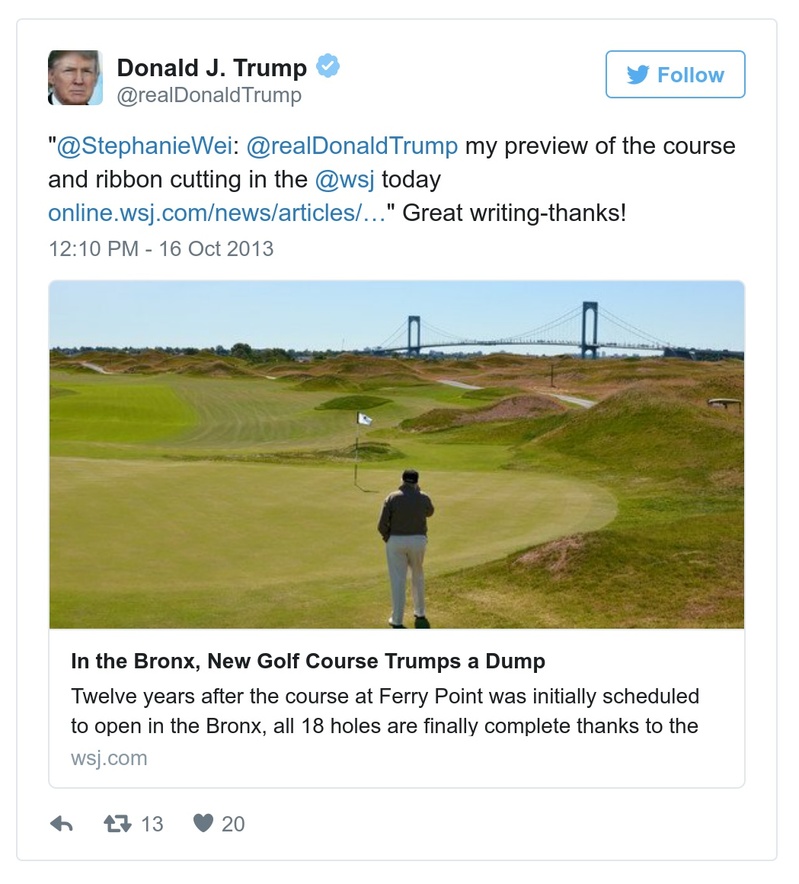 Donald J. Trump
@realDonaldTrump
Follow
"@StephanieWei: @realDonaldTrump my preview of the course
and ribbon cutting in the @wsj today
online.wsj.com/news/articles/…" Great writing-thanks!
12:10 PM - 16 Oct 2013
In the Bronx, New Golf Course Trumps a Dump
Twelve years after the course at Ferry Point was initially scheduled
to open in the Bronx, all 18 holes are finally complete thanks to the
wsj.com
13
20